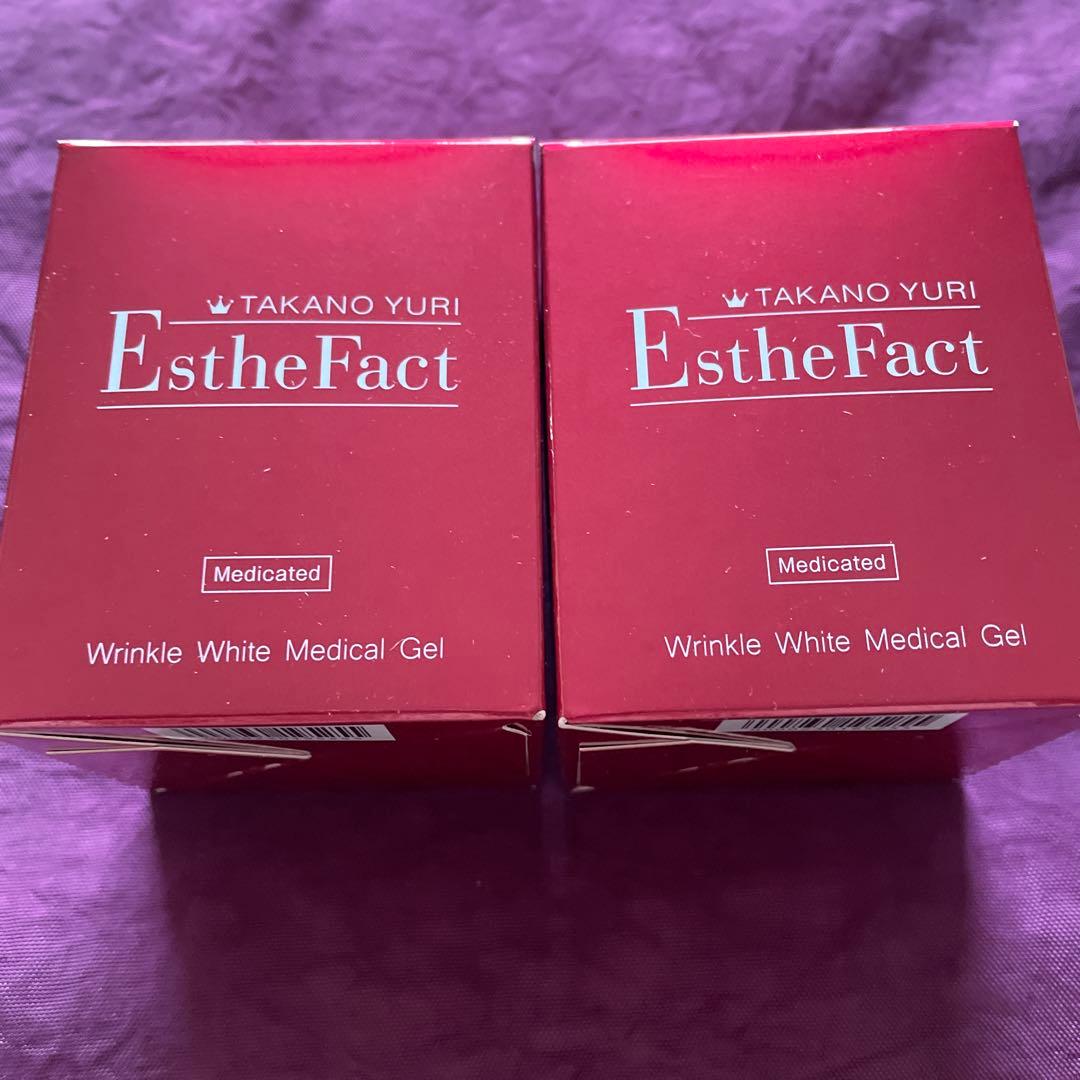 TAKANO YURI
EstheFact
Medicated
Wrinkle White Medical Gel
TAKANO YURI
EstheFact
Medicated
Wrinkle White Medical Gel